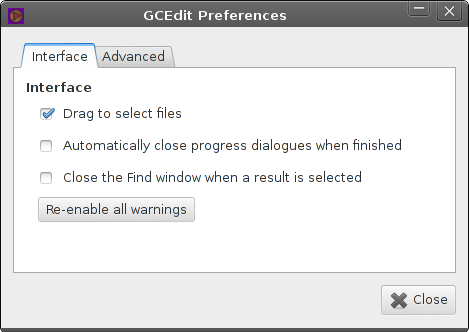 GCEdit Preferences
Interface
Advanced
Interface
Drag to select files
Automatically close progress dialogues when finished
Close the Find window when a result is selected
Re-enable all warnings
Close